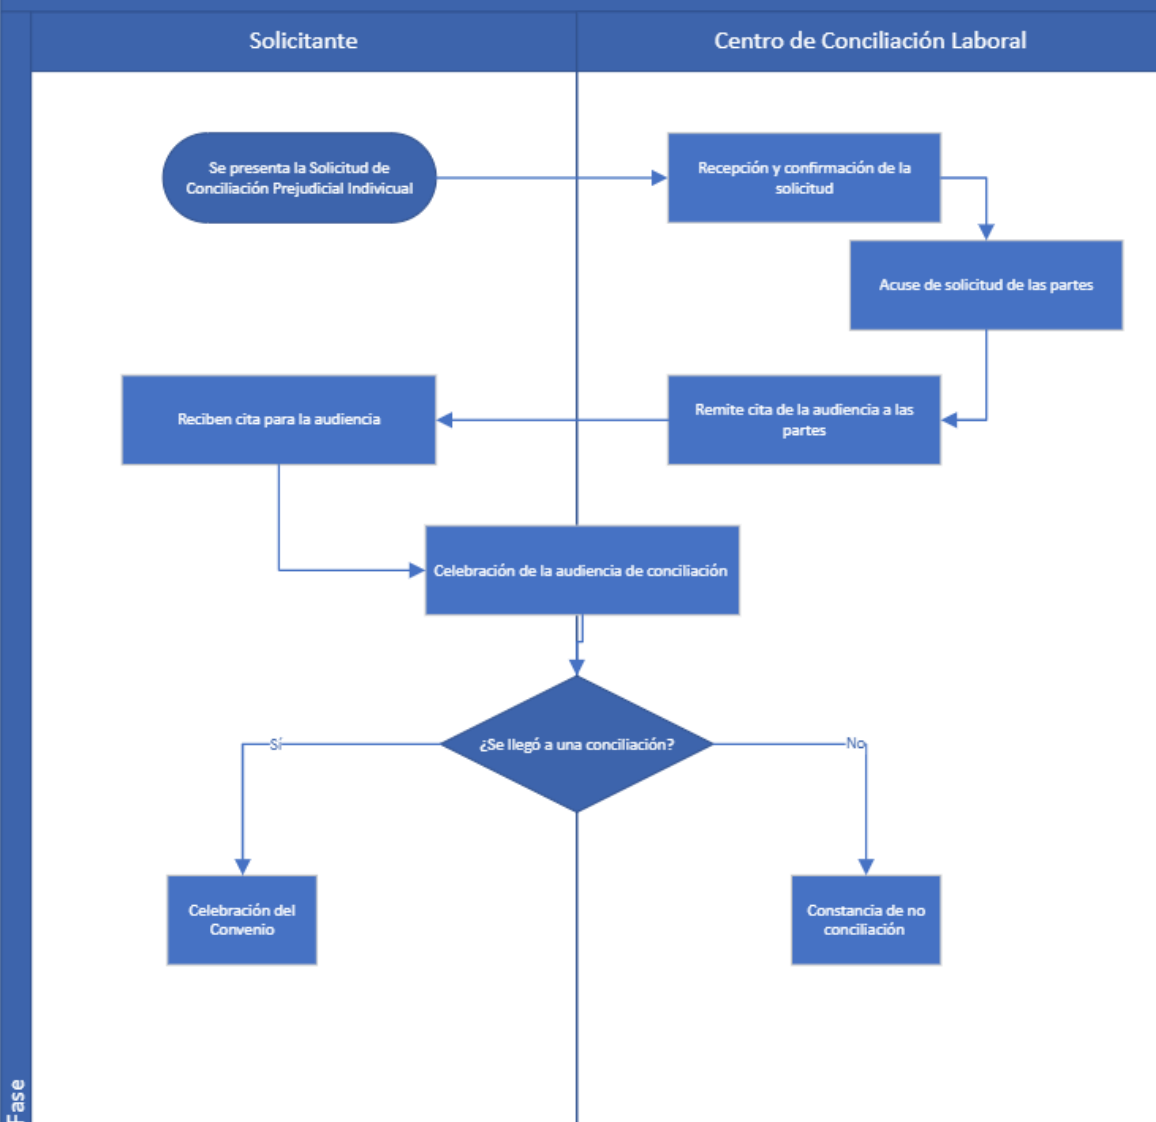 Solicitante
Centro de Conciliación Laboral
Se presenta la Solicitud de
Conciliación Prejudicial Indivicual
Recepción y confirmación de la
solicitud
Acuse de solicitud de las partes
Reciben cita para la audiencia
Remite cita de la audiencia a las
partes
Celebración de la audiencia de conciliación
¿Se llegó a una conciliación?
Sí
No
Celebración del
Convenio
Constancia de no
conciliación
Fase